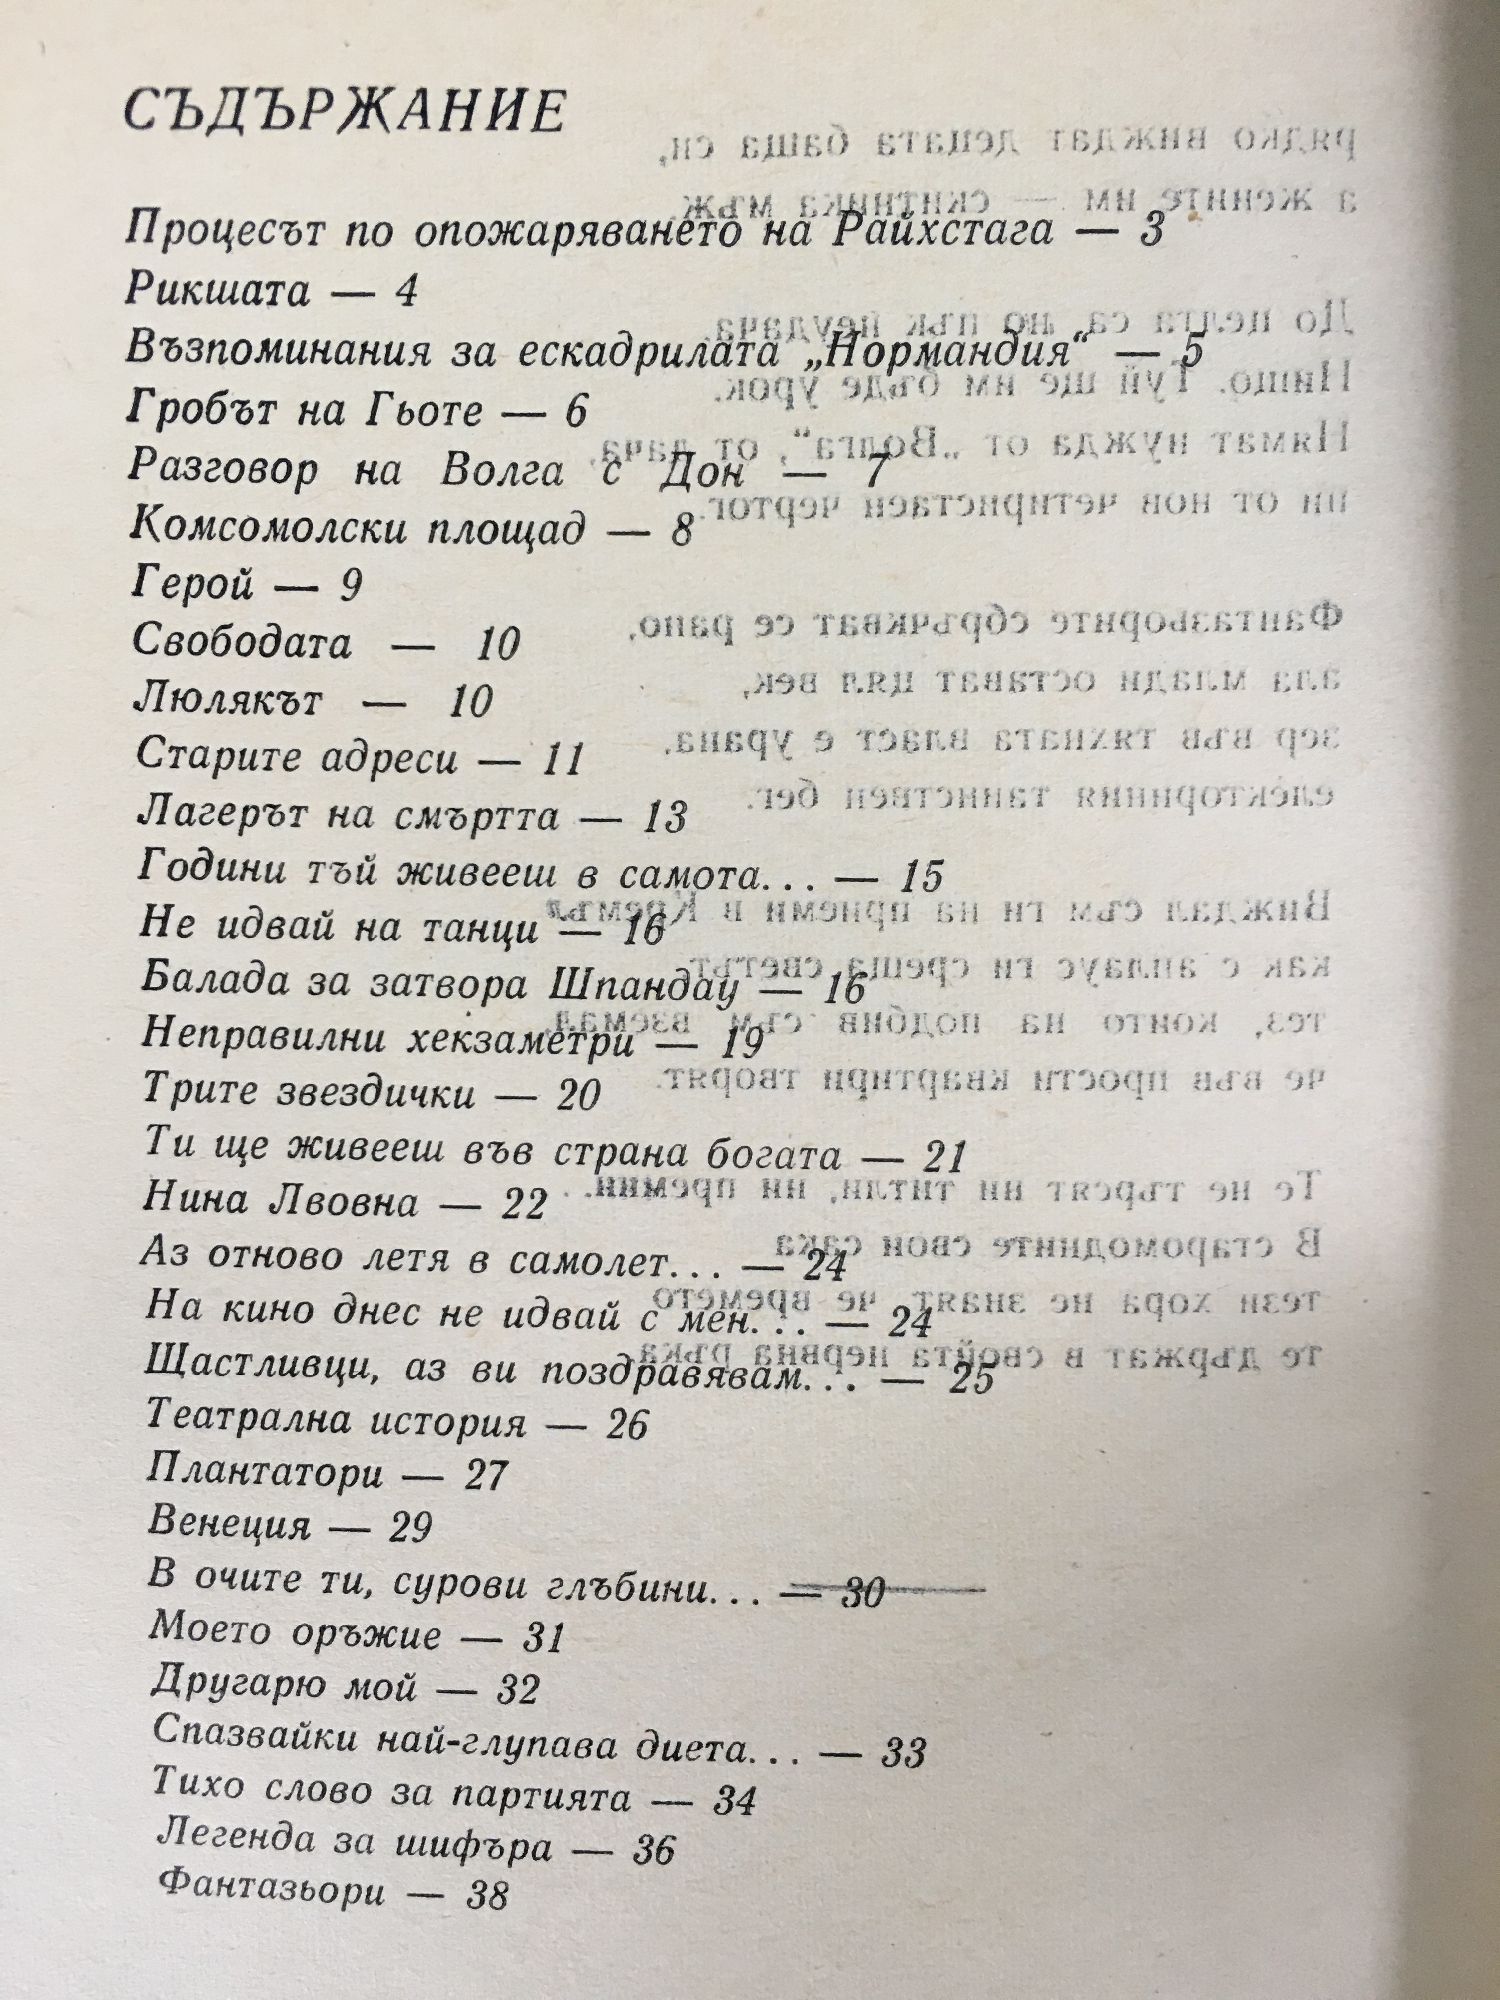 СЪДЪРЖАНИЕ
Процесът по опожаряването на Райхстага — 3
Рикшата — 4
Възпоминания за ескадрилата „Нормандия“ — 5
Гробът на Гьоте — 6
Разговор на Волга с Дон — 7
Комсомолски площад — 8
Герой — 9
Свободата — 10
Люлякът — 10
Старите адреси — 11
Лагерът на смъртта — 13
Години тъй живееш в самота... — 15
Не идвай на танци — 16
Балада за затвора Шпандау — 16
Неправилни хекзаметри — 19
Трите звездички — 20
Ти ще живееш във страна богата — 21
Нина Лвовна — 22
Аз отново летя в самолет... — 24
На кино днес не идвай с мен... — 24
Щастливци, аз ви поздравявам... — 25
Театрална история — 26
Плантатори — 27
Венеция — 29
В очите ти, сурови глъбини... — 30
Моето оръжие — 31
Другарю мой — 32
Спазвайки най-глупава диета... — 33
Тихо слово за партията — 34
Легенда за шифъра — 36
Фантазьори — 38